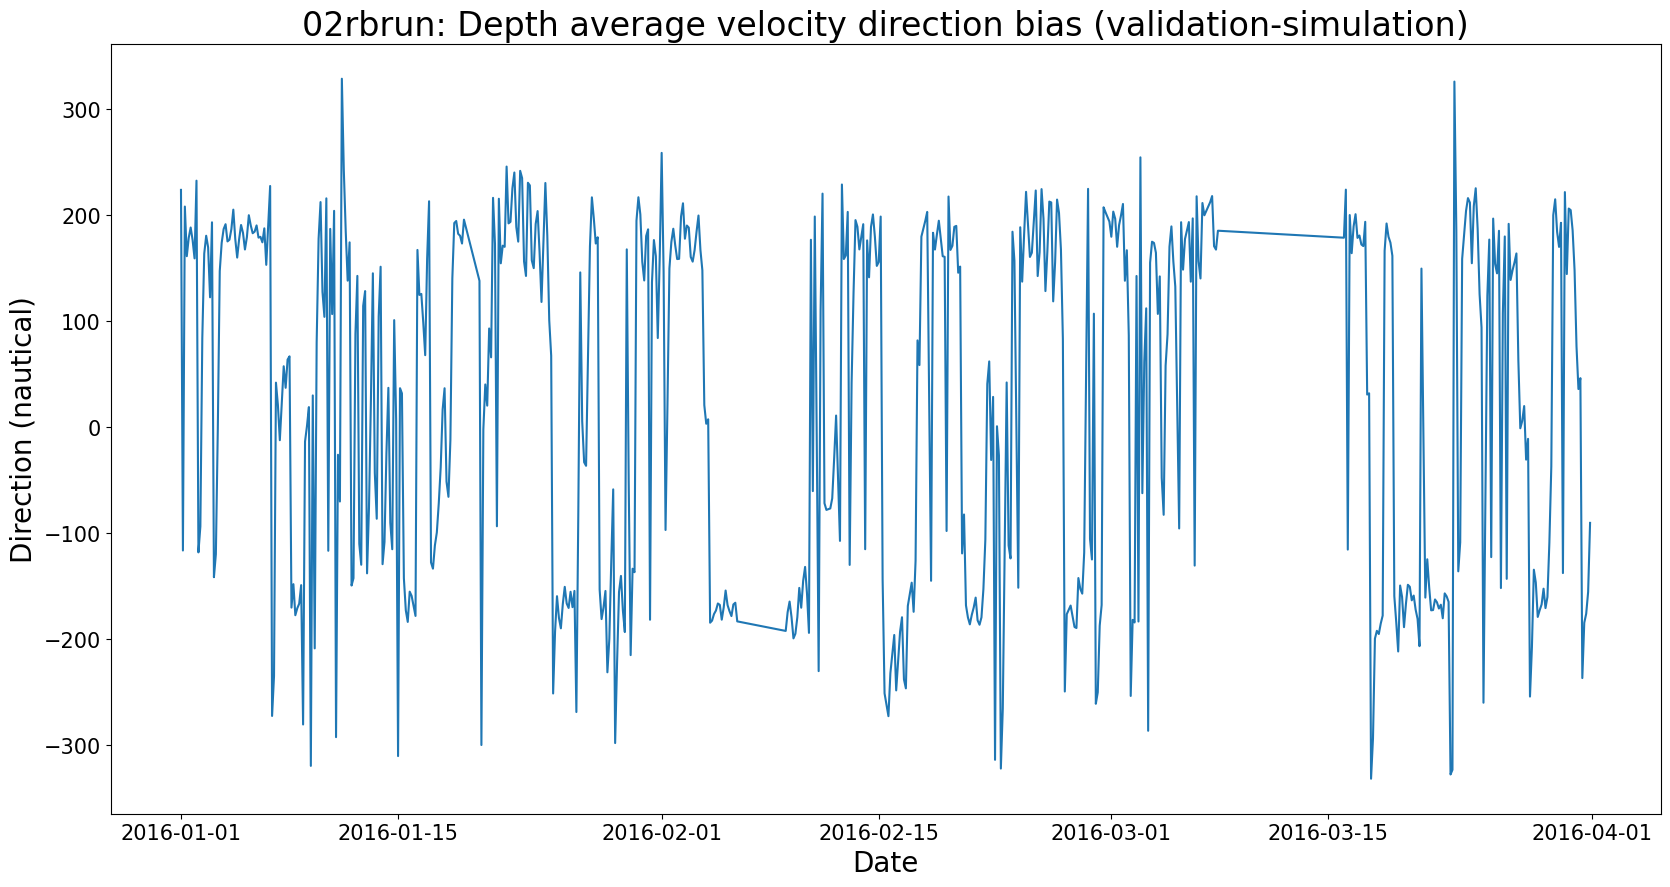 02rbrun: Depth average velocity direction bias (validation-simulation)
Direction (nautical)
300
200
100
0
−100
−200
−300
2016-01-01 2016-01-15 2016-02-01 2016-02-15 2016-03-01 2016-03-15 2016-04-01
Date